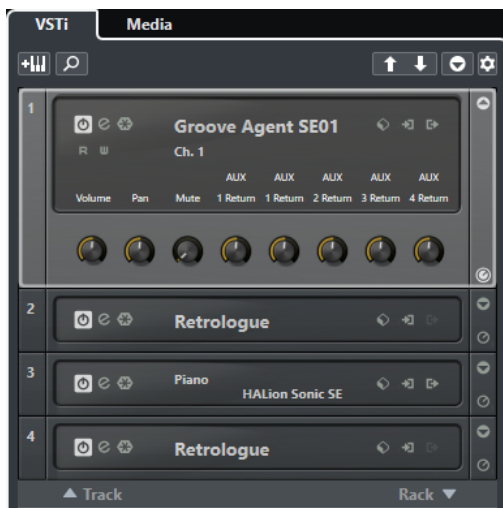 VSTi Media
1
Groove Agent SE01
R W
Ch. 1
AUX AUX AUX AUX AUX
Volume Pan Mute 1 Return 1 Return 2 Return 3 Return 4 Return
2
Retrologue
3
Piano
HALion Sonic SE
4
Retrologue
Track Rack